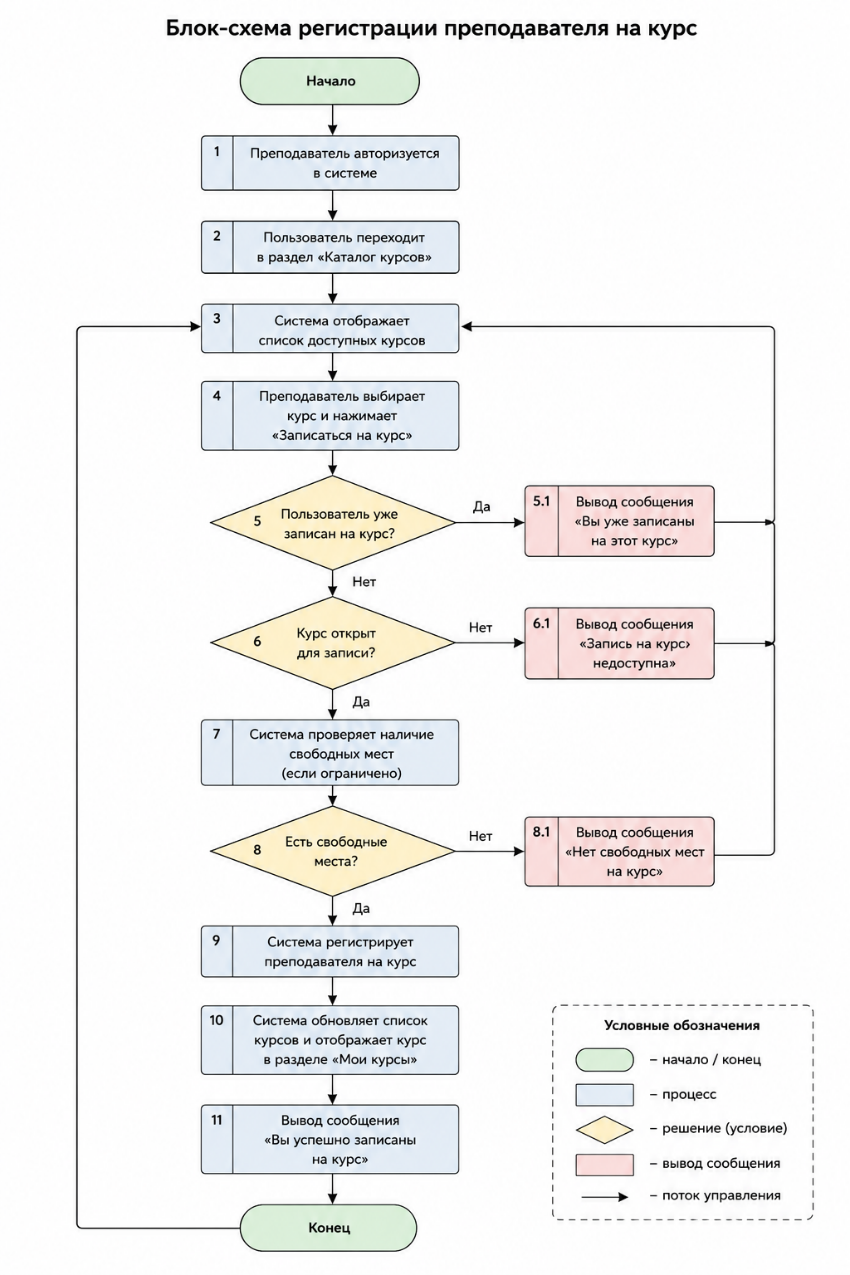 Блок-схема регистрации преподавателя на курс
Начало
1
Преподаватель авторизуется
в системе
2
Пользователь переходит
в раздел «Каталог курсов»
3
Система отображает
список доступных курсов
4
Преподаватель выбирает
курс и нажимает
«Записаться на курс»
5
Пользователь уже
записан на курс?
Да
5.1
Вывод сообщения
«Вы уже записаны
на этот курс»
Нет
6
Курс открыт
для записи?
Нет
6.1
Вывод сообщения
«Запись на курс›
недоступна»
Да
7
Система проверяет наличие
свободных мест
(если ограничено)
8
Есть свободные
места?
Нет
8.1
Вывод сообщения
«Нет свободных мест
на курс»
Да
9
Система регистрирует
преподавателя на курс
10
Система обновляет список
курсов и отображает курс
в разделе «Мои курсы»
11
Вывод сообщения
«Вы успешно записаны
на курс»
Конец
Условные обозначения
– начало / конец
– процесс
– решение (условие)
– вывод сообщения
– поток управления